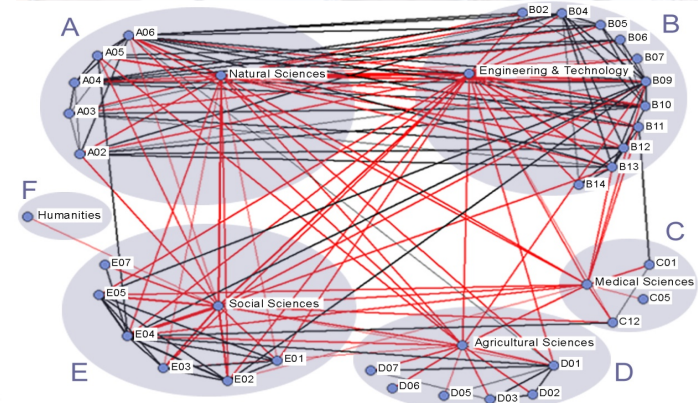 A
B
A06
A05
A04
A03
A02
Natural Sciences
B02
B04
B05
B06
B07
B09
B10
B11
B12
B13
B14
Engineering & Technology
F
Humanities
C
C01
Medical Sciences
C05
C12
E07
E05
Social Sciences
E04
E03
E02
E01
E
Agricultural Sciences
D07
D06
D05
D03
D02
D01
D